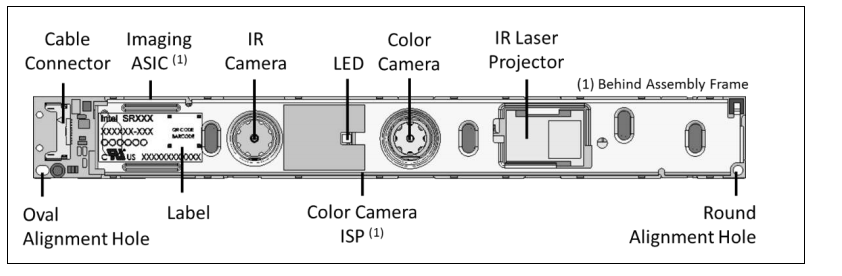 Cable
Connector
Imaging
ASIC (1)
IR
Camera
LED
Color
Camera
IR Laser
Projector
(1) Behind Assembly Frame
Intel SRXXX
XXXXXX-XXX
QR CODE
BARCODE
OOOOOO
C UL US XXXXXXXXXXXX
Oval
Alignment Hole
Label
Color Camera
ISP (1)
Round
Alignment Hole